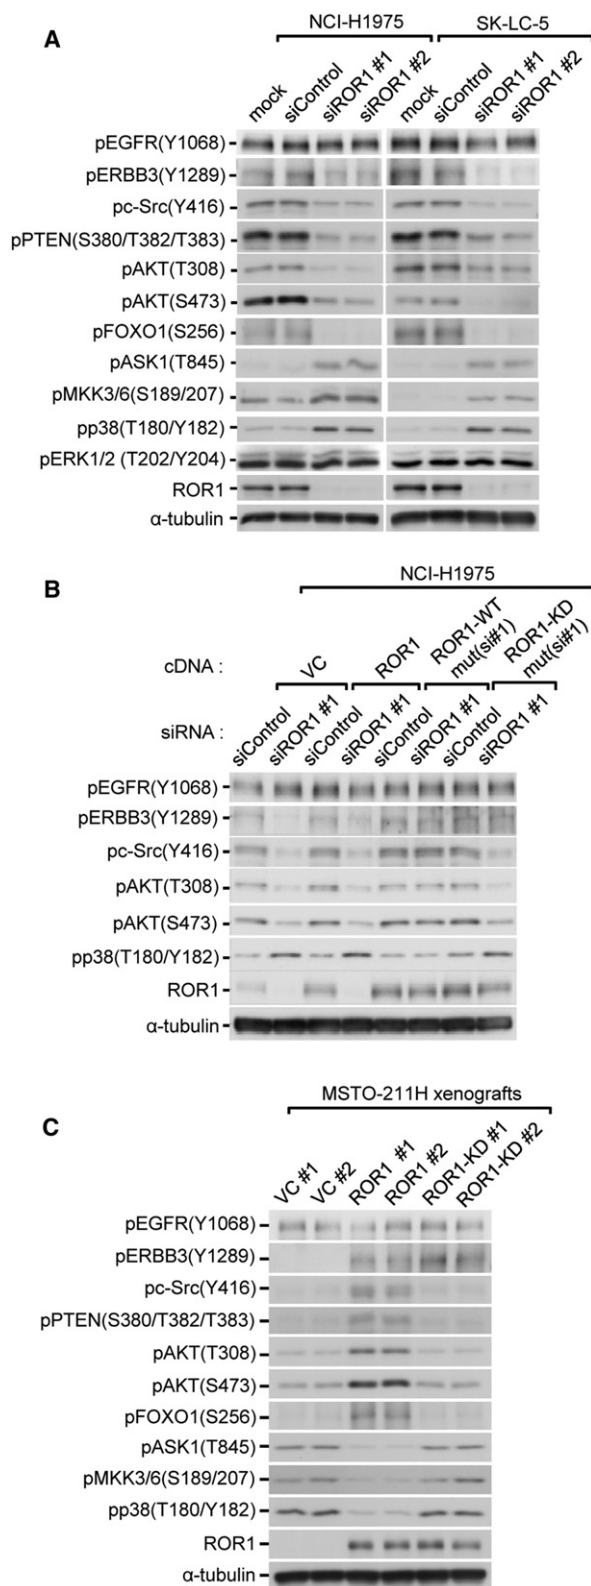 A
NCI-H1975 SK-LC-5
mock siControl siROR1 #1 siROR1 #2 mock siControl siROR1 #1 siROR1 #2
pEGFR(Y1068)
pERBB3(Y1289)
pc-Src(Y416)
pPTEN(S380/T382/T383)
pAKT(T308)
pAKT(S473)
pFOXO1(S256)
pASK1(T845)
pMKK3/6(S189/207)
pp38(T180/Y182)
pERK1/2 (T202/Y204)
ROR1
α-tubulin
B
NCI-H1975
cDNA : VC ROR1 ROR1-WT mut(si#1) ROR1-KD mut(si#1)
siRNA : siControl siROR1 #1 siControl siROR1 #1 siControl siROR1 #1 siControl siROR1 #1
pEGFR(Y1068)
pERBB3(Y1289)
pc-Src(Y416)
pAKT(T308)
pAKT(S473)
pp38(T180/Y182)
ROR1
α-tubulin
MSTO-211H xenografts
C
VC #1 VC #2 ROR1 #1 ROR1 #2 ROR1-KD #1 ROR1-KD #2
pEGFR(Y1068)
pERBB3(Y1289)
pc-Src(Y416)
pPTEN(S380/T382/T383)
pAKT(T308)
pAKT(S473)
pFOXO1(S256)
pASK1(T845)
pMKK3/6(S189/207)
pp38(T180/Y182)
ROR1
α-tubulin